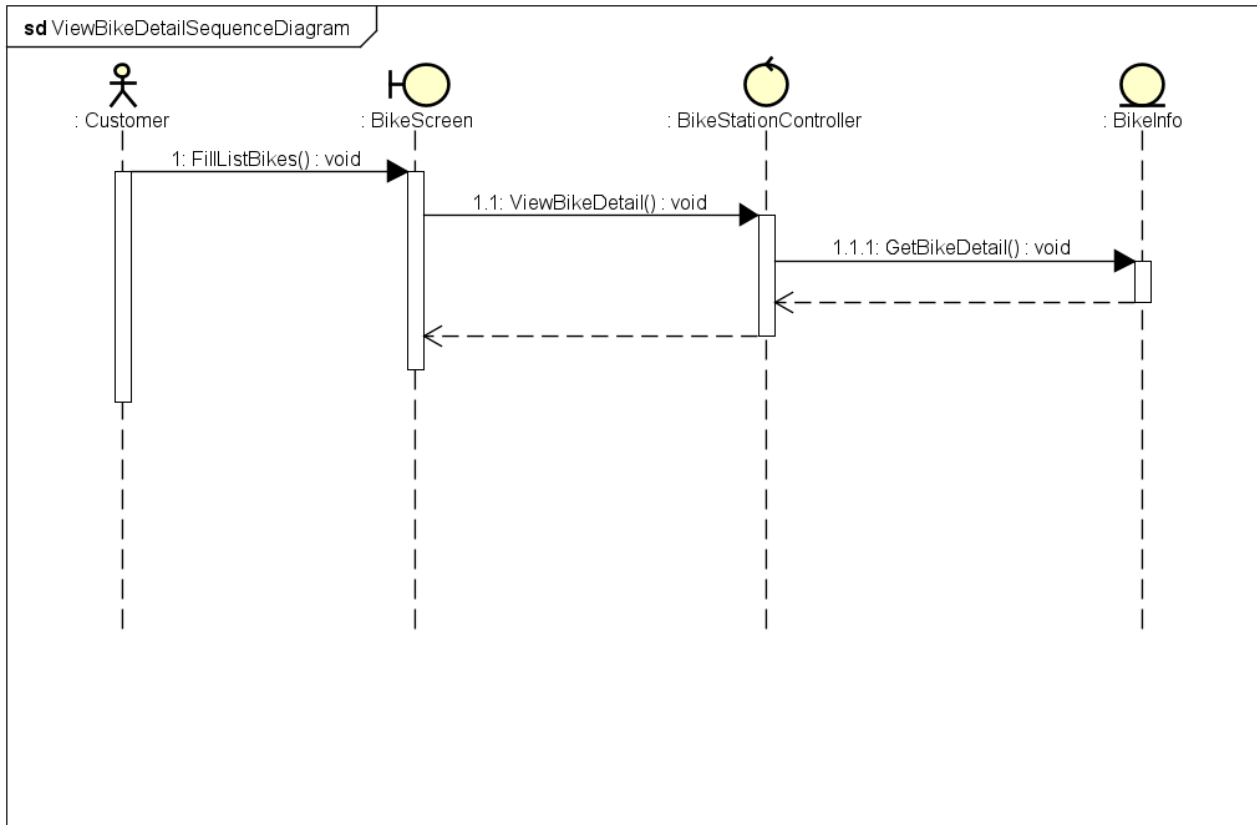 sd ViewBikeDetailSequenceDiagram
: Customer
: BikeScreen
: BikeStationController
: BikeInfo
1: FillListBikes() : void
1.1: ViewBikeDetail() : void
1.1.1: GetBikeDetail() : void